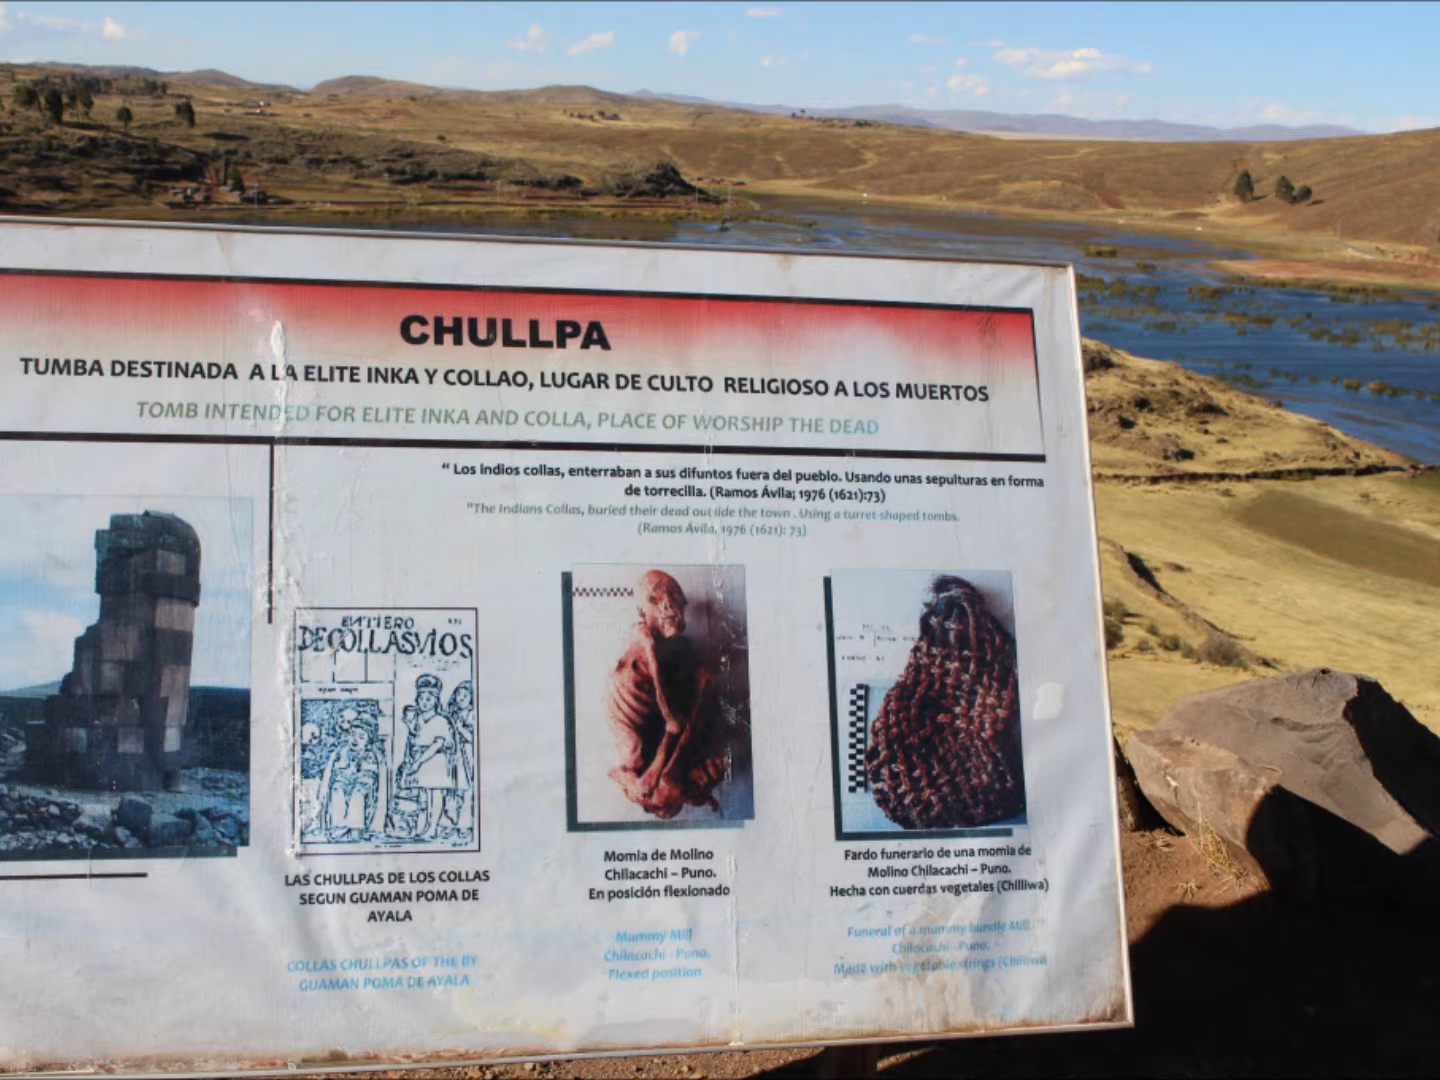 CHULLPA
TUMBA DESTINADA A LA ELITE INKA Y COLLAO, LUGAR DE CULTO RELIGIOSO A LOS MUERTOS
TOMB INTENDED FOR ELITE INKA AND COLLA, PLACE OF WORSHIP THE DEAD
“ Los indios collas, enterraban a sus difuntos fuera del pueblo. Usando unas sepulturas en forma
de torrecilla. (Ramos Ávila; 1976 (1621):73)
"The Indians Collas, buried their dead outside the town . Using a turret-shaped tombs.
(Ramos Ávila, 1976 (1621): 73)
ENTIERO
DECOLLASVIOS
LAS CHULLPAS DE LOS COLLAS
SEGUN GUAMAN POMA DE
AYALA
COLLAS CHULLPAS OF THE BY
GUAMAN POMA DE AYALA
Momia de Molino
Chilacachi – Puno.
En posición flexionado
Mummy Mill
Chilacachi - Puno.
Flexed position
Fardo funerario de una momia de
Molino Chilacachi – Puno.
Hecha con cuerdas vegetales (Chilliwa)
Funeral of a mummy bundle Mill
Chilacachi - Puno.
Made with vegetable strings (Chilliwa